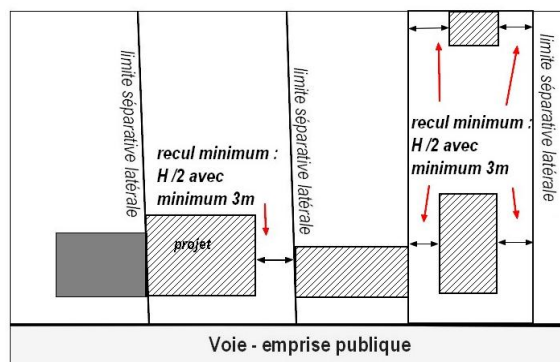 limite séparative latérale
recul minimum :
H /2 avec
minimum 3m
projet
limite séparative latérale
recul minimum :
H/2 avec
minimum 3m
limite séparative latérale
Voie - emprise publique